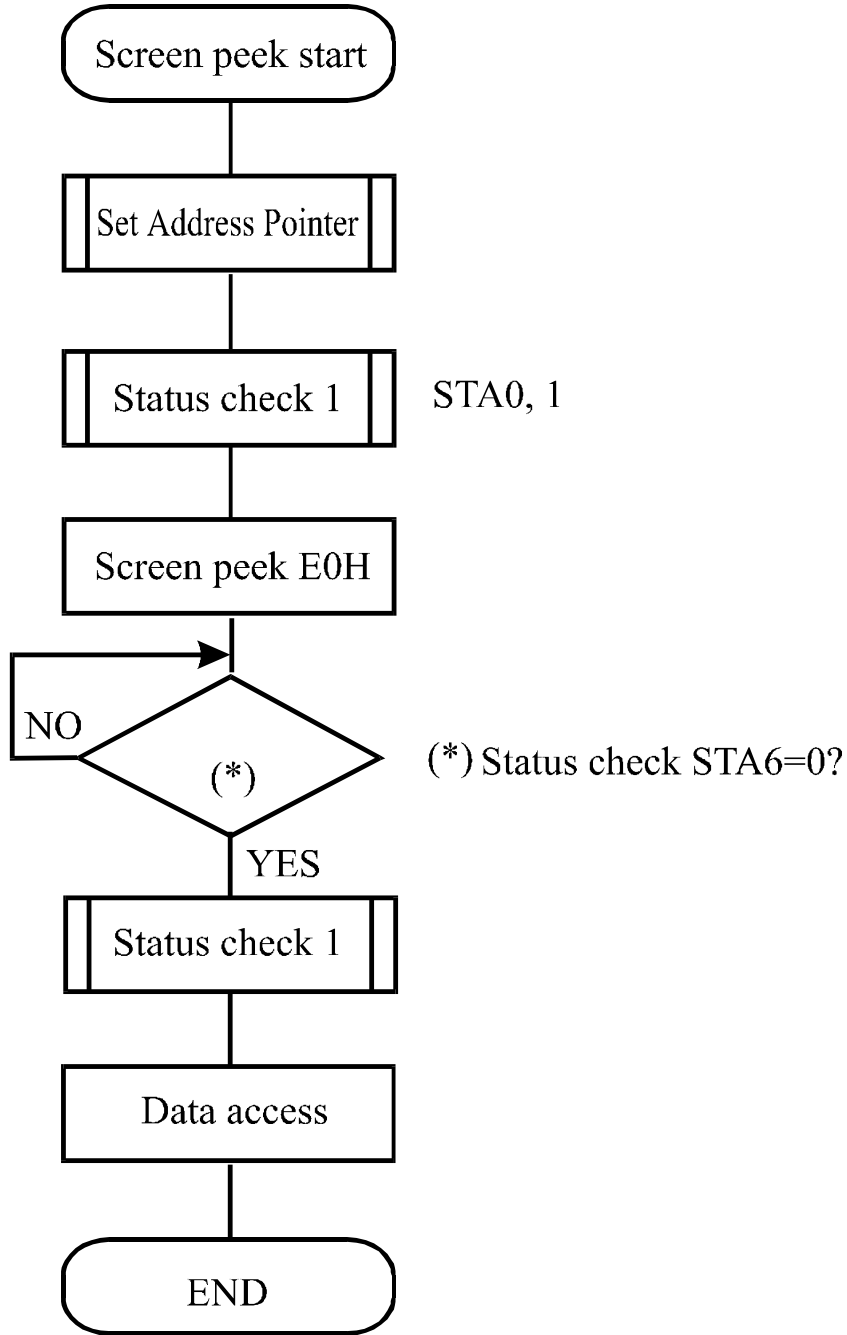 Screen peek start
Set Address Pointer
Status check 1
STA0, 1
Screen peek E0H
NO
(*)
(*) Status check STA6=0?
YES
Status check 1
Data access
END